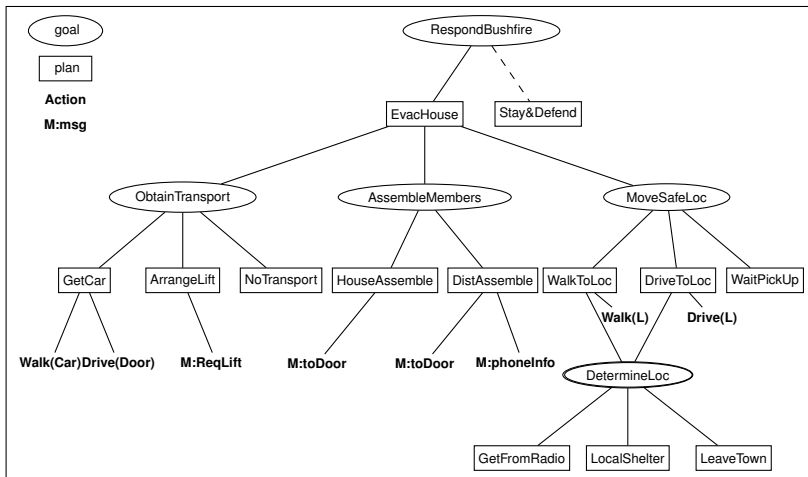 goal
RespondBushfire
plan
Action
M:msg
EvacHouse
Stay&Defend
ObtainTransport
AssembleMembers
MoveSafeLoc
GetCar
ArrangeLift
NoTransport
HouseAssemble
DistAssemble
WalkToLoc
DriveToLoc
WaitPickUp
Walk(L)
Drive(L)
Walk(Car)
Drive(Door)
M:ReqLift
M:toDoor
M:toDoor
M:phoneInfo
DetermineLoc
GetFromRadio
LocalShelter
LeaveTown